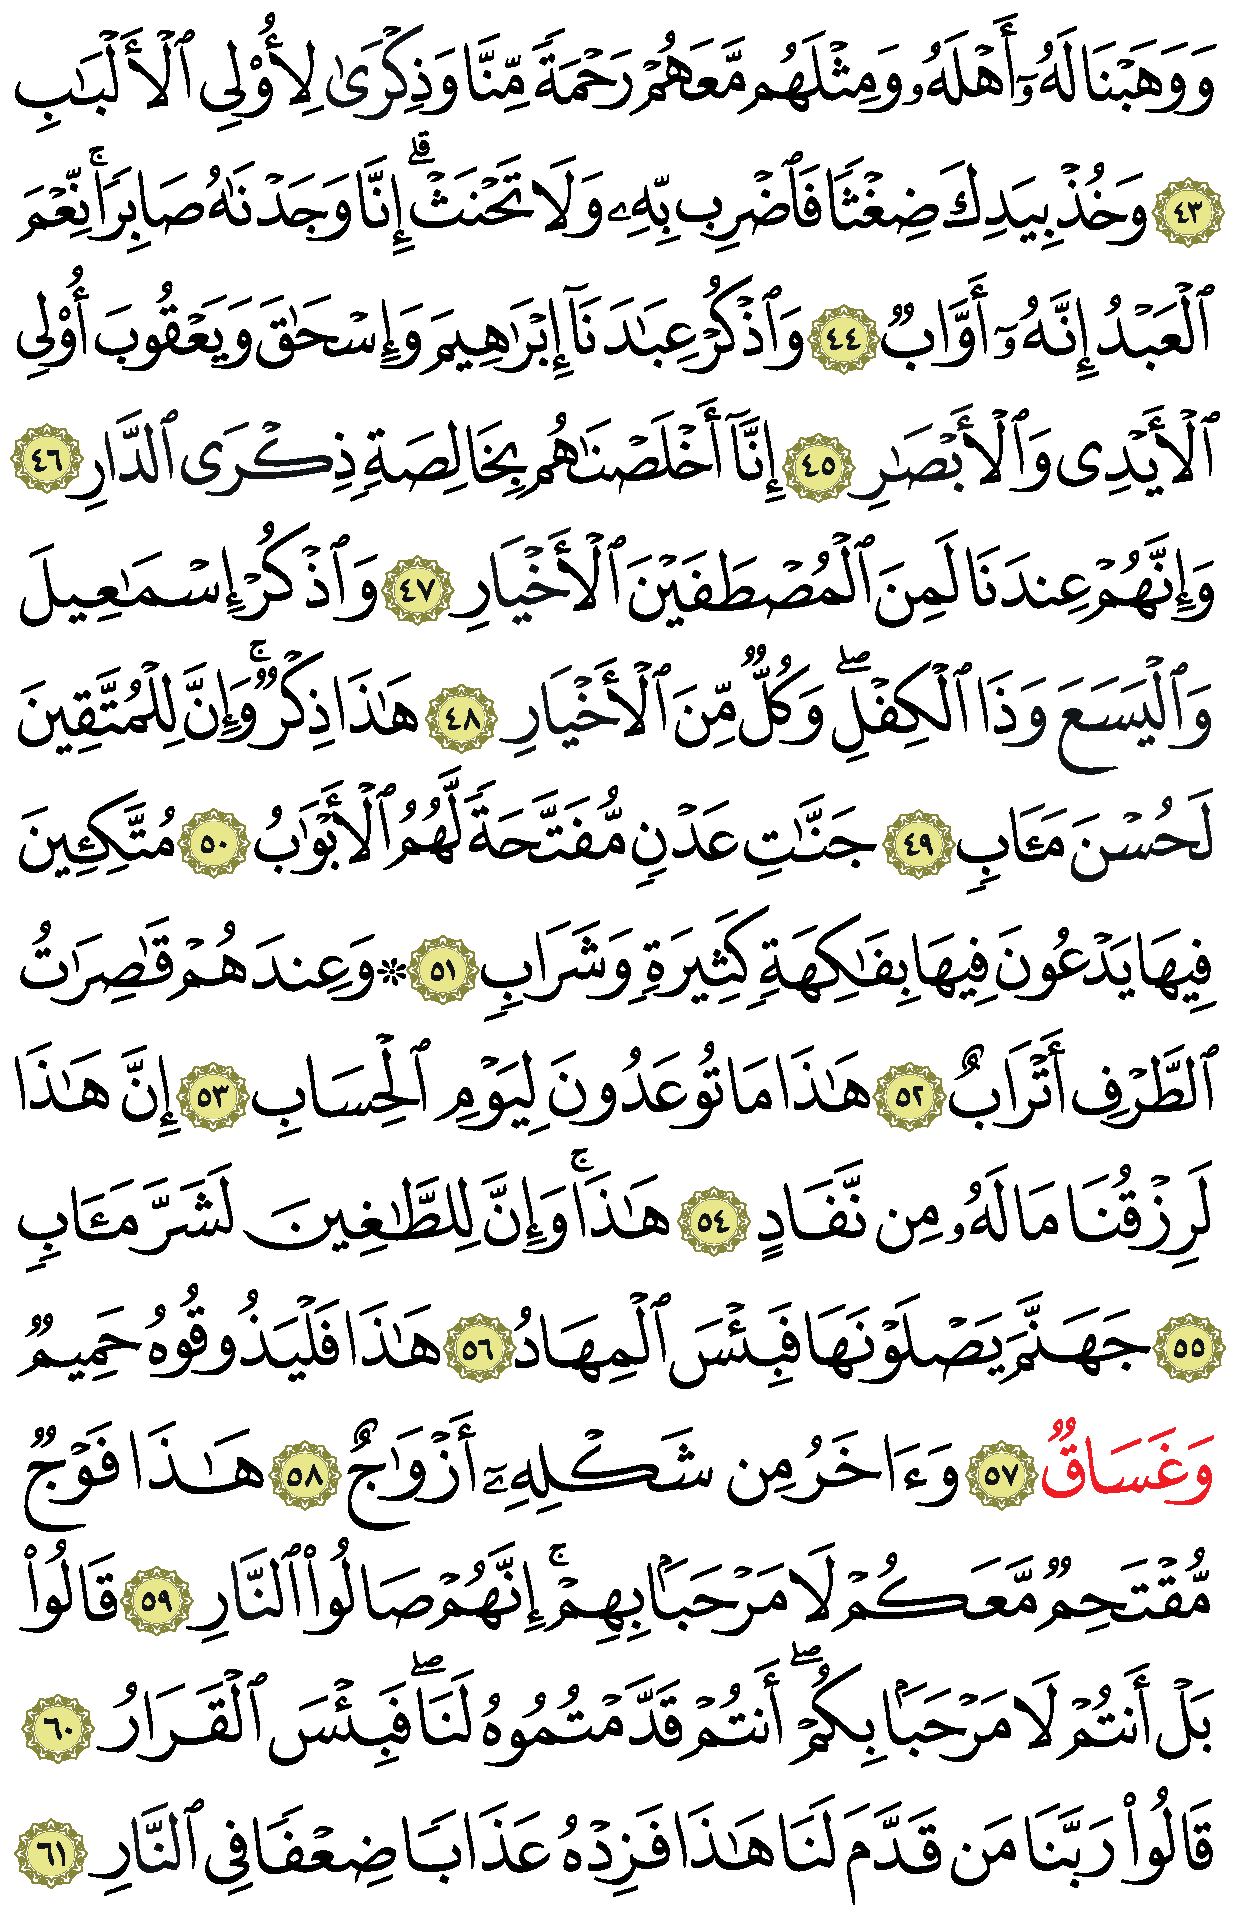 وَوَهَبْنَا لَهُۥٓ أَهْلَهُۥ وَمِثْلَهُم مَّعَهُمْ رَحْمَةً مِّنَّا وَذِكْرَىٰ لِأُوْلِى ٱلْأَلْبَٰبِ
٤٣ وَخُذْ بِيَدِكَ ضِغْثًا فَٱضْرِب بِّهِۦ وَلَا تَحْنَثْ ۗ إِنَّا وَجَدْنَٰهُ صَابِرًا ۚ نِّعْمَ
ٱلْعَبْدُ إِنَّهُۥٓ أَوَّابٌ ٤٤ وَٱذْكُرْ عِبَٰدَنَآ إِبْرَٰهِيمَ وَإِسْحَٰقَ وَيَعْقُوبَ أُوْلِى
ٱلْأَيْدِى وَٱلْأَبْصَٰرِ ٤٥ إِنَّآ أَخْلَصْنَٰهُم بِخَالِصَةٍ ذِكْرَى ٱلدَّارِ ٤٦
وَإِنَّهُمْ عِندَنَا لَمِنَ ٱلْمُصْطَفَيْنَ ٱلْأَخْيَارِ ٤٧ وَٱذْكُرْ إِسْمَٰعِيلَ
وَٱلْيَسَعَ وَذَا ٱلْكِفْلِ ۖ وَكُلٌّ مِّنَ ٱلْأَخْيَارِ ٤٨ هَٰذَا ذِكْرٌ ۚ وَإِنَّ لِلْمُتَّقِينَ
لَحُسْنَ مَـَٔابٍ ٤٩ جَنَّٰتِ عَدْنٍ مُّفَتَّحَةً لَّهُمُ ٱلْأَبْوَٰبُ ٥٠ مُتَّكِـِٔينَ
فِيهَا يَدْعُونَ فِيهَا بِفَٰكِهَةٍ كَثِيرَةٍ وَشَرَابٍ ٥١ ۞ وَعِندَهُمْ قَٰصِرَٰتُ
ٱلطَّرْفِ أَتْرَابٌ ٥٢ هَٰذَا مَا تُوعَدُونَ لِيَوْمِ ٱلْحِسَابِ ٥٣ إِنَّ هَٰذَا
لَرِزْقُنَا مَا لَهُۥ مِن نَّفَادٍ ٥٤ هَٰذَا ۚ وَإِنَّ لِلطَّٰغِينَ لَشَرَّ مَـَٔابٍ
٥٥ جَهَنَّمَ يَصْلَوْنَهَا فَبِئْسَ ٱلْمِهَادُ ٥٦ هَٰذَا فَلْيَذُوقُوهُ حَمِيمٌ
وَغَسَاقٌ ٥٧ وَءَاخَرُ مِن شَكْلِهِۦٓ أَزْوَٰجٌ ٥٨ هَٰذَا فَوْجٌ
مُّقْتَحِمٌ مَّعَكُمْ لَا مَرْحَبًۢا بِهِمْ ۚ إِنَّهُمْ صَالُوا۟ ٱلنَّارِ ٥٩ قَالُوا۟
بَلْ أَنتُمْ لَا مَرْحَبًۢا بِكُمْ ۖ أَنتُمْ قَدَّمْتُمُوهُ لَنَا ۖ فَبِئْسَ ٱلْقَرَارُ ٦٠
قَالُوا۟ رَبَّنَا مَن قَدَّمَ لَنَا هَٰذَا فَزِدْهُ عَذَابًا ضِعْفًا فِى ٱلنَّارِ ٦١